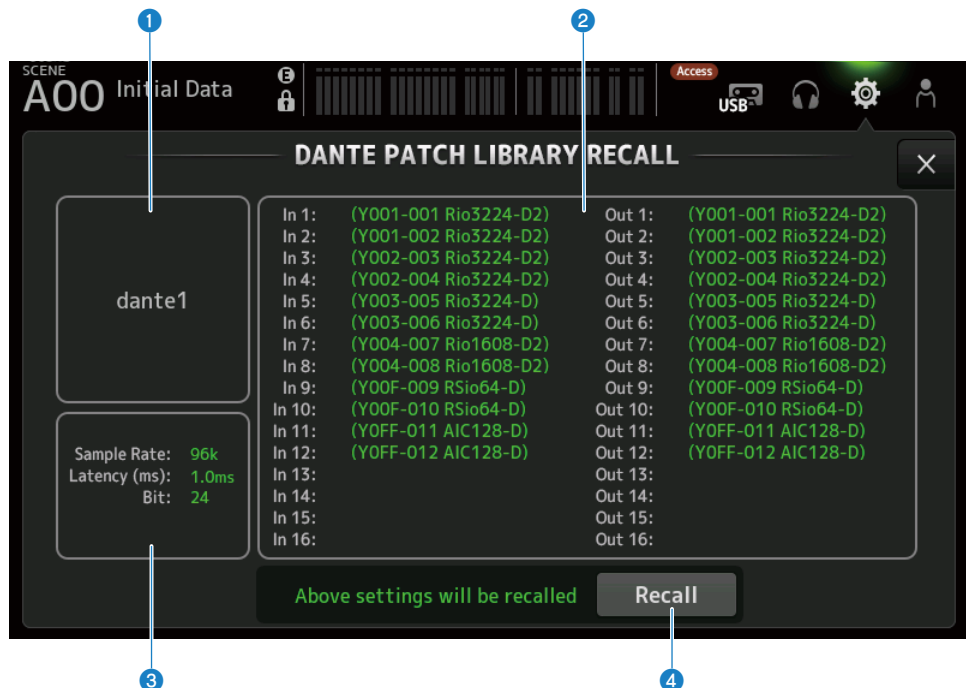 1 2
SCENE
A00 Initial Data
E
Access
USB
DANTE PATCH LIBRARY RECALL
dante1
Sample Rate: 96k
Latency (ms): 1.0ms
Bit: 24
In 1: (Y001-001 Rio3224-D2) Out 1: (Y001-001 Rio3224-D2)
In 2: (Y001-002 Rio3224-D2) Out 2: (Y001-002 Rio3224-D2)
In 3: (Y002-003 Rio3224-D2) Out 3: (Y002-003 Rio3224-D2)
In 4: (Y002-004 Rio3224-D2) Out 4: (Y002-004 Rio3224-D2)
In 5: (Y003-005 Rio3224-D) Out 5: (Y003-005 Rio3224-D)
In 6: (Y003-006 Rio3224-D) Out 6: (Y003-006 Rio3224-D)
In 7: (Y004-007 Rio1608-D2) Out 7: (Y004-007 Rio1608-D2)
In 8: (Y004-008 Rio1608-D2) Out 8: (Y004-008 Rio1608-D2)
In 9: (Y00F-009 RSio64-D) Out 9: (Y00F-009 RSio64-D)
In 10: (Y00F-010 RSio64-D) Out 10: (Y00F-010 RSio64-D)
In 11: (Y0FF-011 AIC128-D) Out 11: (Y0FF-011 AIC128-D)
In 12: (Y0FF-012 AIC128-D) Out 12: (Y0FF-012 AIC128-D)
In 13: Out 13:
In 14: Out 14:
In 15: Out 15:
In 16: Out 16:
Above settings will be recalled Recall
3 4